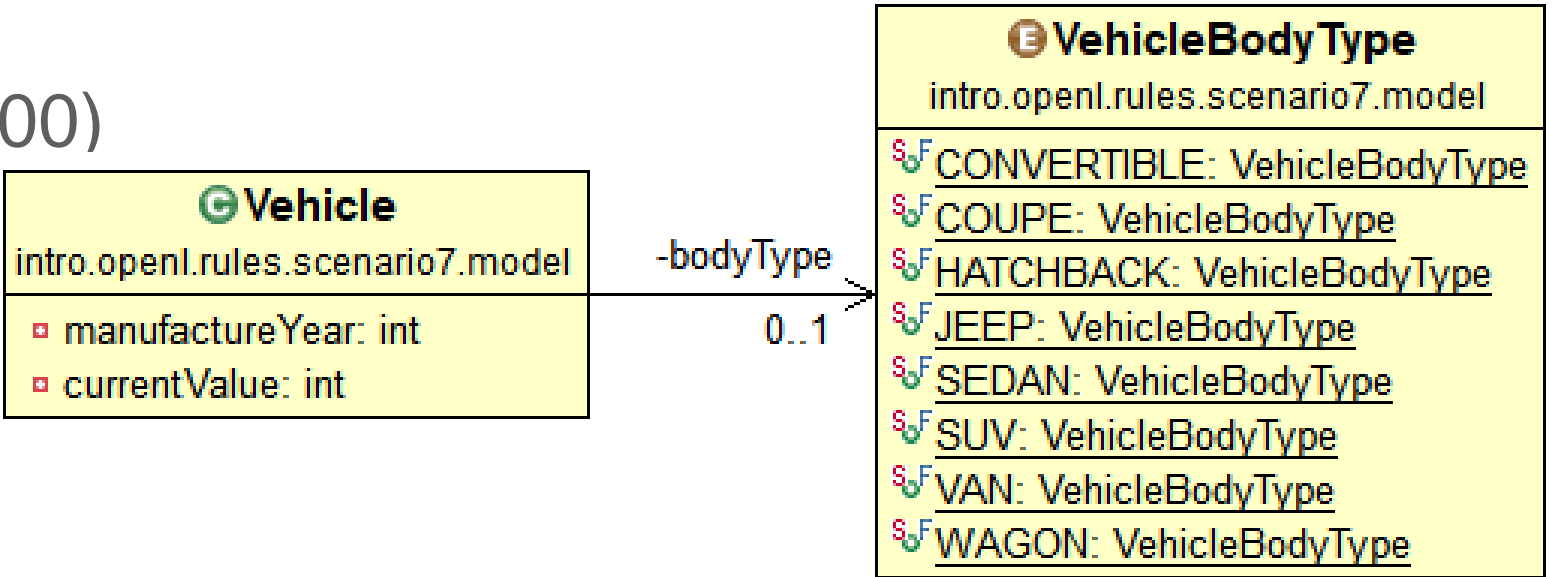 00)
Vehicle
intro.openl.rules.scenario7.model
manufactureYear: int
currentValue: int
-bodyType
0..1
E VehicleBodyType
intro.openl.rules.scenario7.model
S F CONVERTIBLE: VehicleBodyType
S F COUPE: VehicleBodyType
S F HATCHBACK: VehicleBodyType
S F JEEP: VehicleBodyType
S F SEDAN: VehicleBodyType
S F SUV: VehicleBodyType
S F VAN: VehicleBodyType
S F WAGON: VehicleBodyType